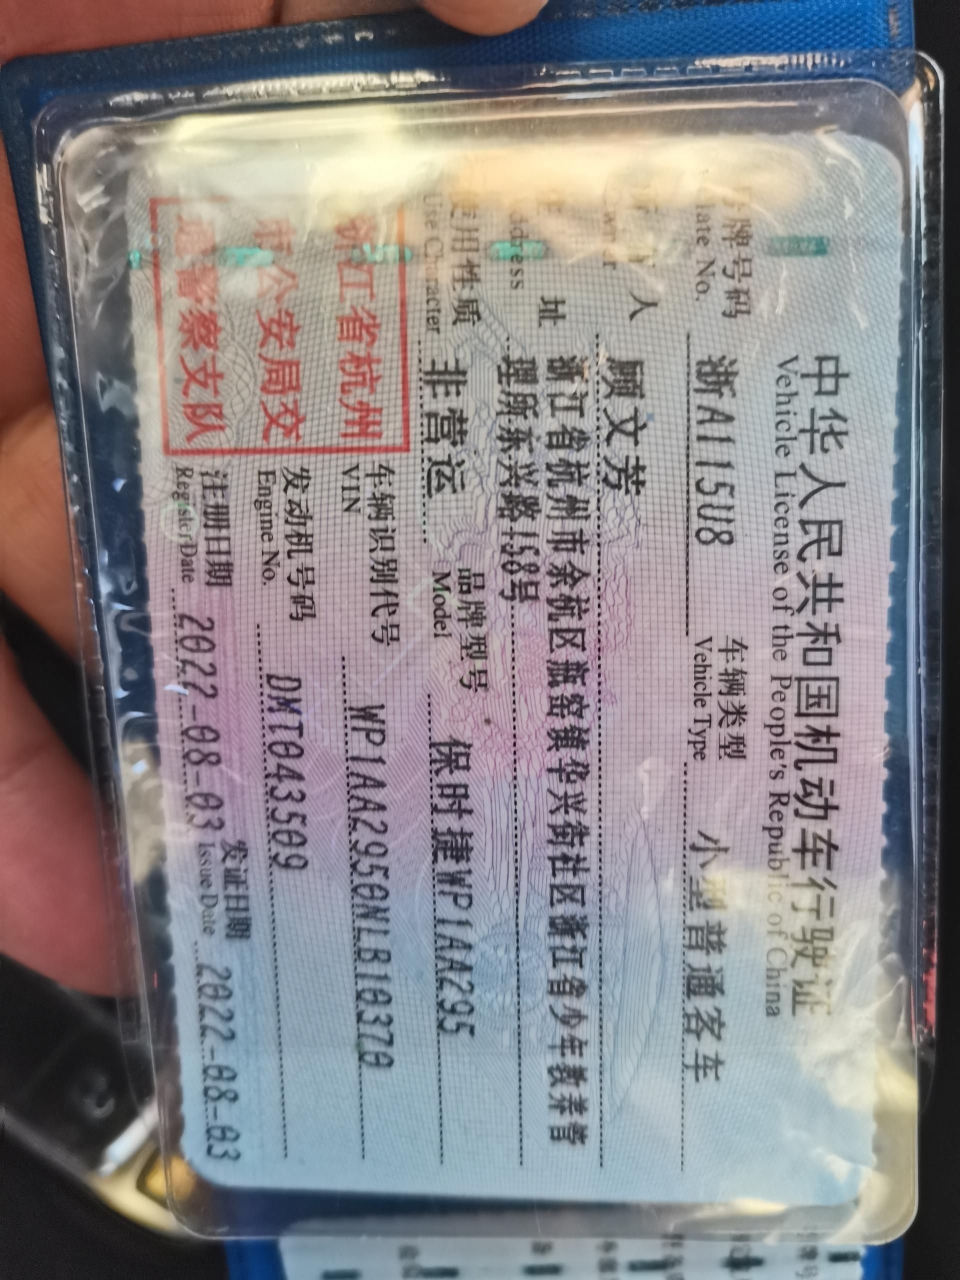 中华人民共和国机动车行驶证
Vehicle License of the People's Republic of China
号牌号码 浙A115U8 车辆类型 小型普通客车
Plate No. Vehicle Type
所有人 顾文芳
Owner
住址 浙江省杭州市余杭区瓶窑镇华兴街社区浙江省少年教养管
Address 理所东兴路158号
使用性质 非营运 品牌型号 保时捷WP1AA295
Use Character Model
浙江省杭州
市公安局交
通警察支队
车辆识别代号 WP1AA2950NLB10370
VIN
发动机号码 DMT043509
Engine No.
注册日期 2022-08-03 发证日期 2022-08-03
Register Date Issue Date